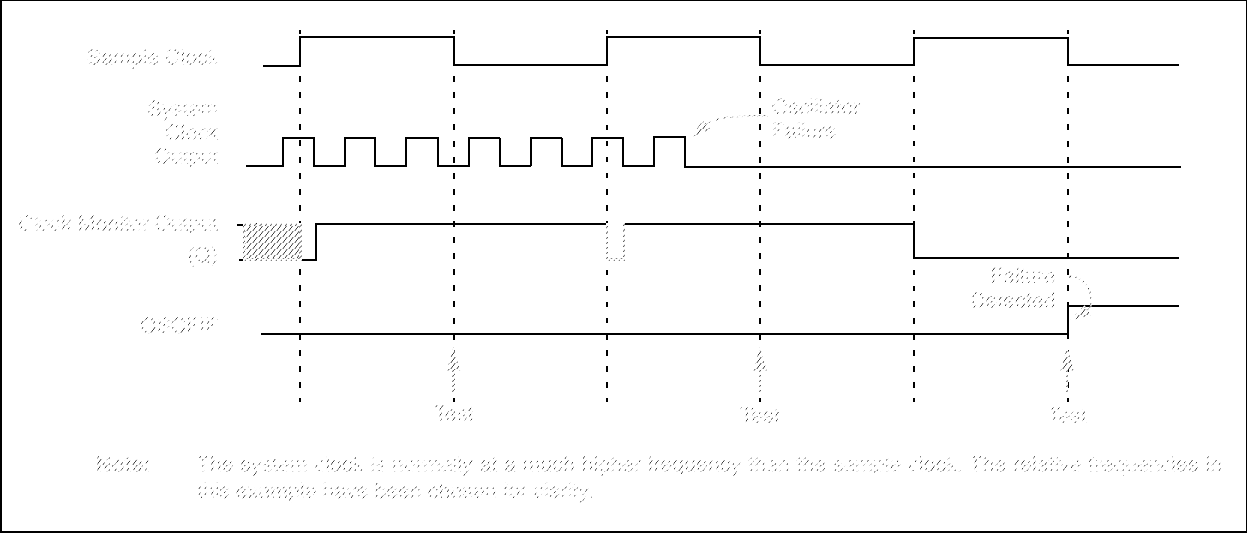 Sample Clock
System
Clock
Output
Oscillator
Failure
Clock Monitor Output
(Q)
Failure
Detected
OSCFIF
Test
Test
Test
Note: The system clock is normally at a much higher frequency than the sample clock. The relative frequencies in
this example have been chosen for clarity.